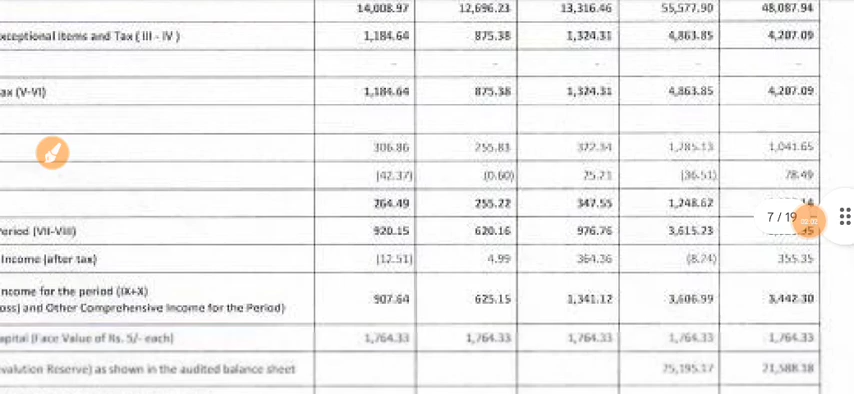 14,008.97 12,696.23 13,316.46 55,577.90 48,087.94
xceptional items and Tax ( III - IV ) 1,184.64 875.38 1,324.31 4,863.85 4,207.09
- - - - -
ax (V-VI) 1,184.64 875.38 1,324.31 4,863.85 4,207.09
306.86 255.83 322.34 1,285.13 1,041.65
(42.37) (0.60) 25.21 (36.51) 78.49
264.49 255.22 347.55 1,248.62
7 / 19
Period (VII-VIII) 920.15 620.16 976.76 3,615.23
Income (after tax) (12.51) 4.99 364.36 (8.24) 355.35
ncome for the period (IX+X)
oss) and Other Comprehensive Income for the Period) 907.64 625.15 1,341.12 3,606.99 3,442.30
apital (Face Value of Rs. 5/- each) 1,764.33 1,764.33 1,764.33 1,764.33 1,764.33
valution Reserve) as shown in the audited balance sheet 25,195.17 21,588.18